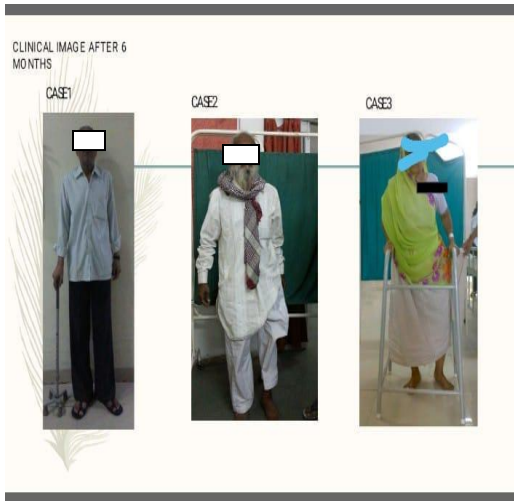 CLINICAL IMAGE AFTER 6
MONTHS
CASE1
CASE2
CASE3